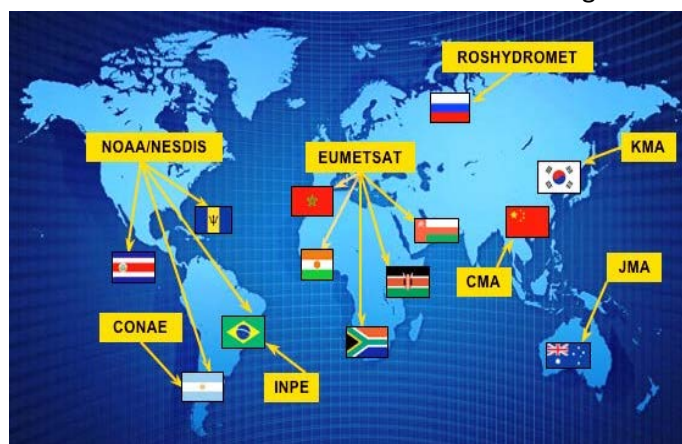 ROSHYDROMET
NOAA/NESDIS
EUMETSAT
KMA
CMA
JMA
CONAE
INPE